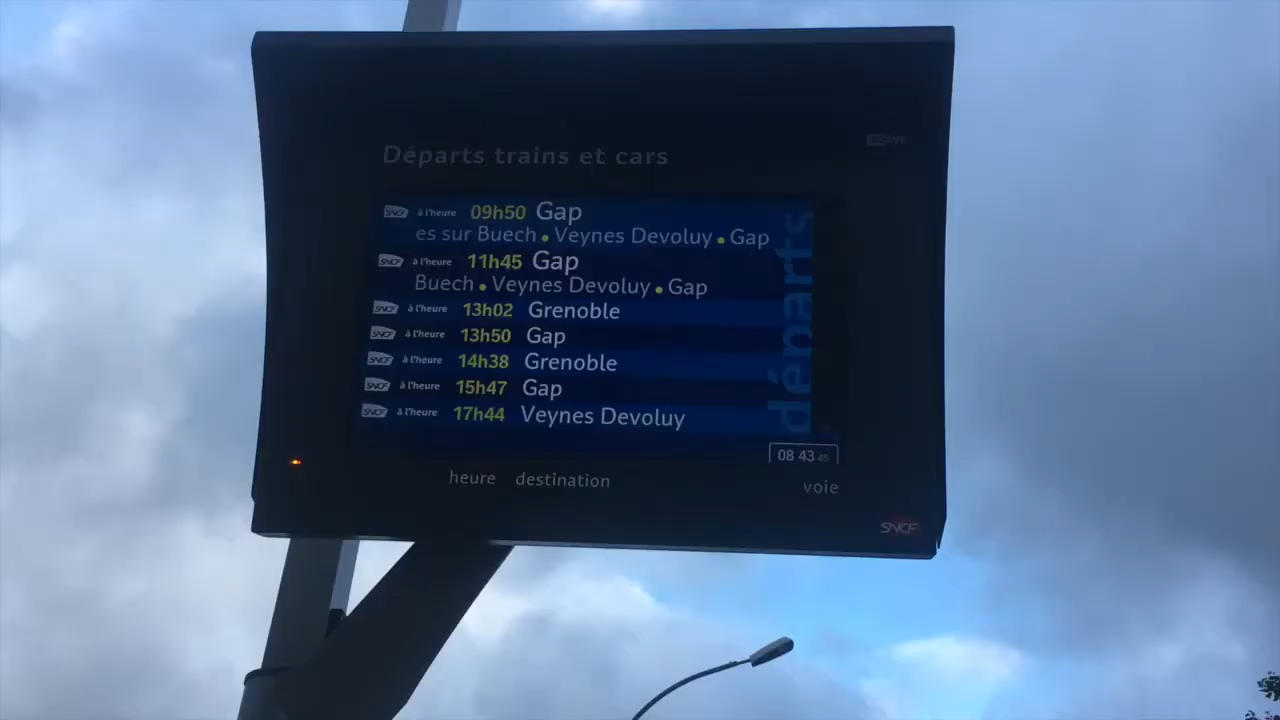 Départs trains et cars
SNCF à l'heure 09h50 Gap
es sur Buech • Veynes Devoluy • Gap
SNCF à l'heure 11h45 Gap
Buech • Veynes Devoluy • Gap
SNCF à l'heure 13h02 Grenoble
SNCF à l'heure 13h50 Gap
SNCF à l'heure 14h38 Grenoble
SNCF à l'heure 15h47 Gap
SNCF à l'heure 17h44 Veynes Devoluy
départs
08 43 45
heure destination voie
SNCF